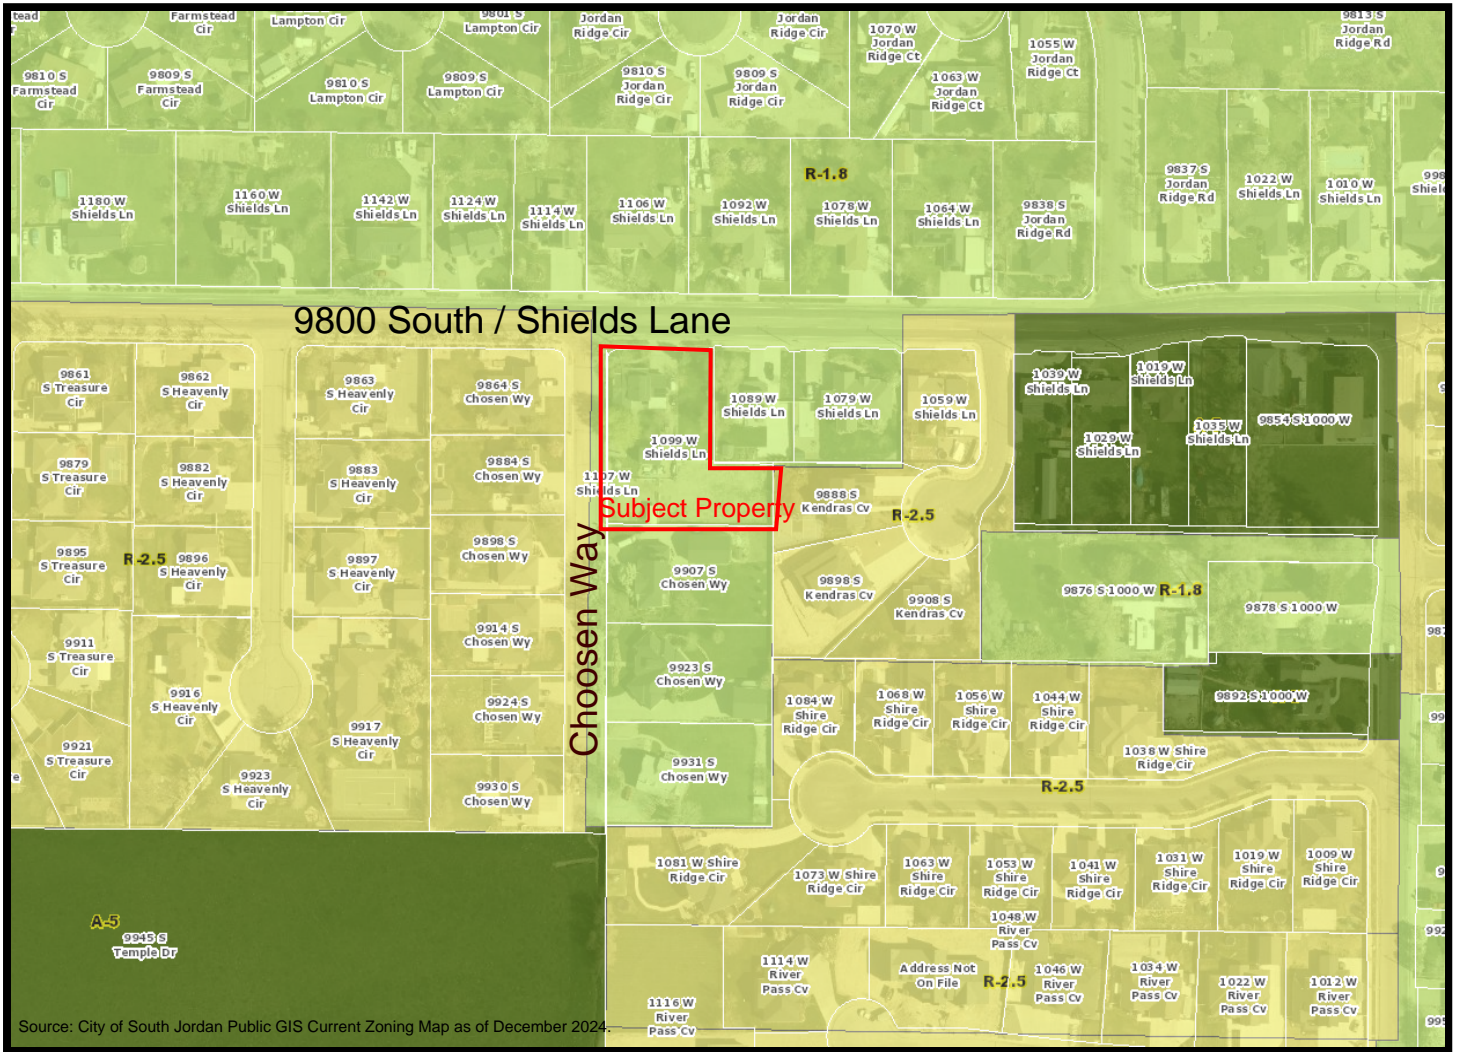 tead
Cir
Farmstead
Cir
Lampton Cir
9801 S
Lampton Cir
Jordan
Ridge Cir
Jordan
Ridge Cir
1070 W
Jordan
Ridge Ct
1055 W
Jordan
Ridge Ct
9813 S
Jordan
Ridge Rd
9810 S
Farmstead
Cir
9809 S
Farmstead
Cir
9810 S
Lampton Cir
9809 S
Lampton Cir
9810 S
Jordan
Ridge Cir
9809 S
Jordan
Ridge Cir
1063 W
Jordan
Ridge Ct
R-1.8
1180 W
Shields Ln
1160 W
Shields Ln
1142 W
Shields Ln
1124 W
Shields Ln
1114 W
Shields Ln
1106 W
Shields Ln
1092 W
Shields Ln
1078 W
Shields Ln
1064 W
Shields Ln
9838 S
Jordan
Ridge Rd
9837 S
Jordan
Ridge Rd
1022 W
Shields Ln
1010 W
Shields Ln
998
Shiel
9800 South / Shields Lane
9861
S Treasure
Cir
9862
S Heavenly
Cir
9863
S Heavenly
Cir
9864 S
Chosen Wy
1099 W
Shields Ln
1089 W
Shields Ln
1079 W
Shields Ln
1059 W
Shields Ln
1039 W
Shields Ln
1029 W
Shields Ln
1019 W
Shields Ln
1035 W
Shields Ln
9854 S 1000 W
9879
S Treasure
Cir
9882
S Heavenly
Cir
9883
S Heavenly
Cir
9884 S
Chosen Wy
1107 W
Shields Ln
Subject Property
9888 S
Kendras Cv
R-2.5
9895
S Treasure
Cir
R-2.5
9896
S Heavenly
Cir
9897
S Heavenly
Cir
9898 S
Chosen Wy
Choosen Way
9907 S
Chosen Wy
9898 S
Kendras Cv
9908 S
Kendras Cv
9876 S 1000 W
R-1.8
9878 S 1000 W
9911
S Treasure
Cir
9914 S
Chosen Wy
987
9916
S Heavenly
Cir
9917
S Heavenly
Cir
9924 S
Chosen Wy
9923 S
Chosen Wy
1084 W
Shire
Ridge Cir
1068 W
Shire
Ridge Cir
1056 W
Shire
Ridge Cir
1044 W
Shire
Ridge Cir
9892 S 1000 W
99
9921
S Treasure
Cir
9923
S Heavenly
Cir
9930 S
Chosen Wy
9931 S
Chosen Wy
1038 W Shire
Ridge Cir
R-2.5
1081 W Shire
Ridge Cir
1073 W Shire
Ridge Cir
1063 W
Shire
Ridge Cir
1053 W
Shire
Ridge Cir
1041 W
Shire
Ridge Cir
1031 W
Shire
Ridge Cir
1019 W
Shire
Ridge Cir
1009 W
Shire
Ridge Cir
A-5
9945 S
Temple Dr
1048 W
River
Pass Cv
992
1116 W
River
Pass Cv
1114 W
River
Pass Cv
Address Not
On File
R-2.5
1046 W
River
Pass Cv
1034 W
River
Pass Cv
1022 W
River
Pass Cv
1012 W
River
Pass Cv
995
Source: City of South Jordan Public GIS Current Zoning Map as of December 2024.